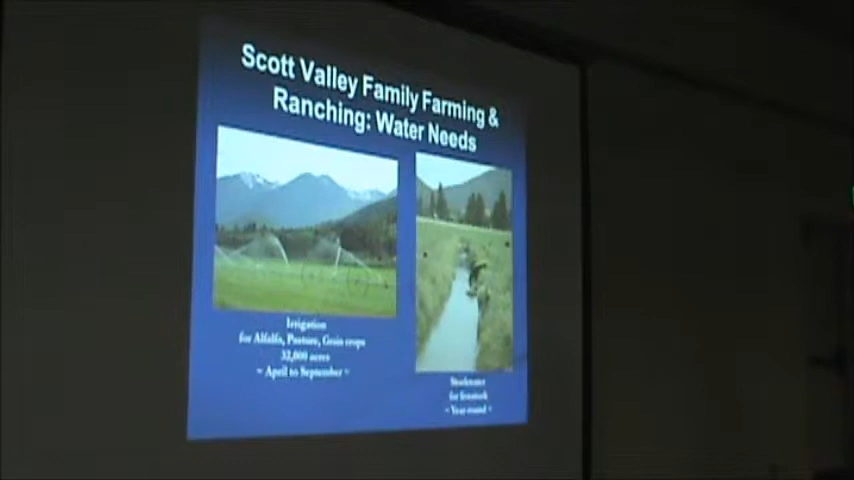 Scott Valley Family Farming &
Ranching: Water Needs
Irrigation
for Alfalfa, Pasture, Grain crops
32,000 acres
~ April to September ~
Stockwater
for livestock
~ Year-round ~